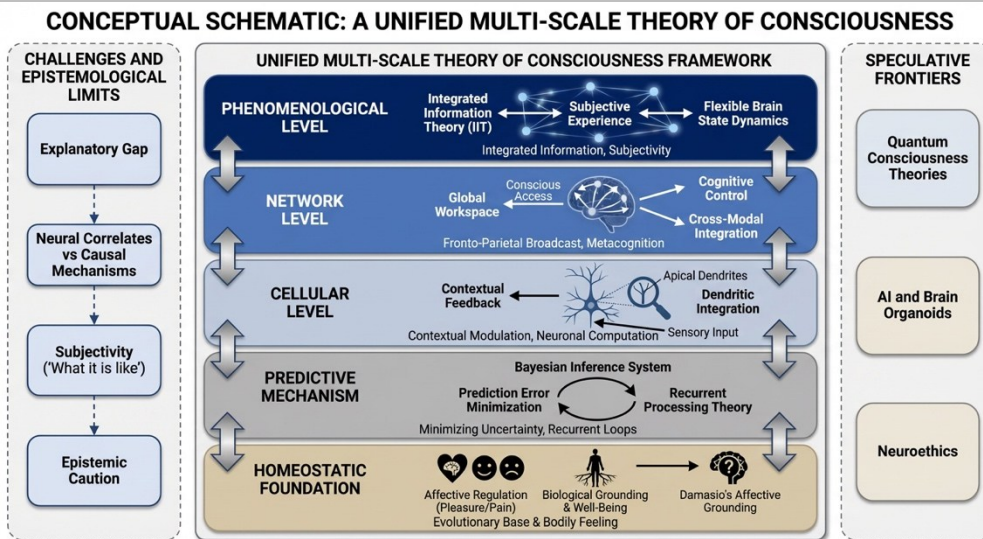 CONCEPTUAL SCHEMATIC: A UNIFIED MULTI-SCALE THEORY OF CONSCIOUSNESS
CHALLENGES AND
EPISTEMOLOGICAL
LIMITS
Explanatory Gap
Neural Correlates
vs Causal
Mechanisms
Subjectivity
('What it is like')
Epistemic
Caution
UNIFIED MULTI-SCALE THEORY OF CONSCIOUSNESS FRAMEWORK
PHENOMENOLOGICAL
LEVEL
Integrated
Information
Theory (IIT)
Subjective
Experience
Flexible Brain
State Dynamics
Integrated Information, Subjectivity
NETWORK
LEVEL
Global
Workspace
Conscious
Access
Cognitive
Control
Cross-Modal
Integration
Fronto-Parietal Broadcast, Metacognition
CELLULAR
LEVEL
Contextual
Feedback
Apical Dendrites
Dendritic
Integration
Sensory Input
Contextual Modulation, Neuronal Computation
PREDICTIVE
MECHANISM
Bayesian Inference System
Prediction Error
Minimization
Recurrent
Processing Theory
Minimizing Uncertainty, Recurrent Loops
HOMEOSTATIC
FOUNDATION
?
Affective Regulation
(Pleasure/Pain)
Biological Grounding
& Well-Being
Damasio's Affective
Grounding
Evolutionary Base & Bodily Feeling
SPECULATIVE
FRONTIERS
Quantum
Consciousness
Theories
AI and Brain
Organoids
Neuroethics